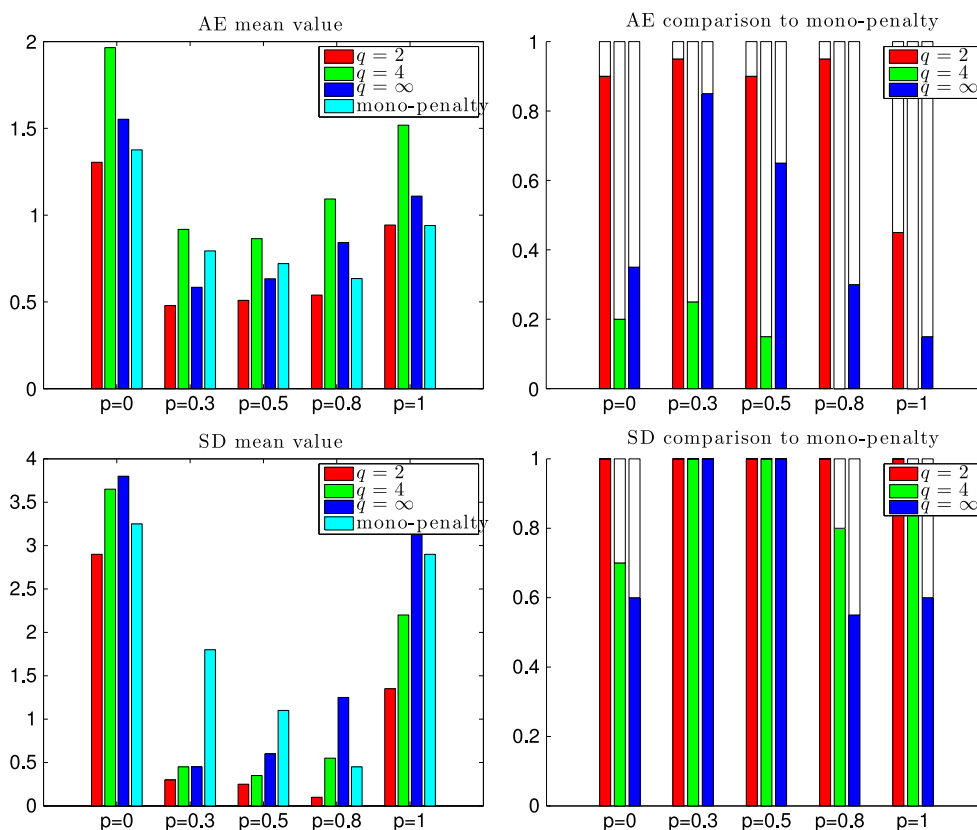 AE mean value
2
1.5
1
0.5
0
q = 2
q = 4
q = ∞
mono-penalty
p=0 p=0.3 p=0.5 p=0.8 p=1
AE comparison to mono-penalty
1
0.8
0.6
0.4
0.2
0
q = 2
q = 4
q = ∞
p=0 p=0.3 p=0.5 p=0.8 p=1
SD mean value
4
3.5
3
2.5
2
1.5
1
0.5
0
q = 2
q = 4
q = ∞
mono-penalty
p=0 p=0.3 p=0.5 p=0.8 p=1
SD comparison to mono-penalty
1
0.8
0.6
0.4
0.2
0
q = 2
q = 4
q = ∞
p=0 p=0.3 p=0.5 p=0.8 p=1